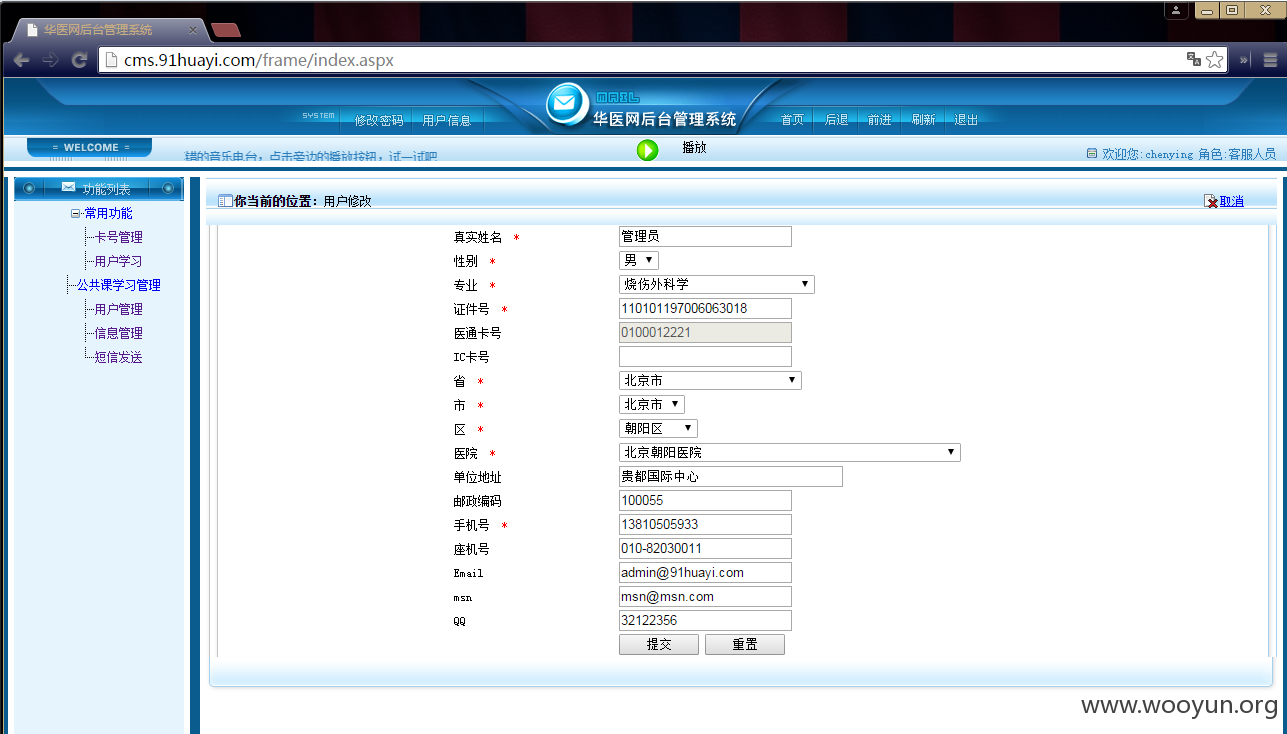 华医网后台管理系统
cms.91huayi.com/frame/index.aspx
MAIL
华医网后台管理系统
SYSTEM 修改密码 用户信息 首页 后退 前进 刷新 退出
= WELCOME = 错的音乐电台，点击旁边的播放按钮，试一试吧 播放 欢迎您: chenying 角色:客服人员
功能列表
常用功能
卡号管理
用户学习
公共课学习管理
用户管理
信息管理
短信发送
你当前的位置：用户修改 取消
真实姓名 * 管理员
性别 * 男
专业 * 烧伤外科学
证件号 * 110101197006063018
医通卡号 0100012221
IC卡号
省 * 北京市
市 * 北京市
区 * 朝阳区
医院 * 北京朝阳医院
单位地址 贵都国际中心
邮政编码 100055
手机号 * 13810505933
座机号 010-82030011
Email admin@91huayi.com
msn msn@msn.com
QQ 32122356
提交 重置
www.wooyun.org